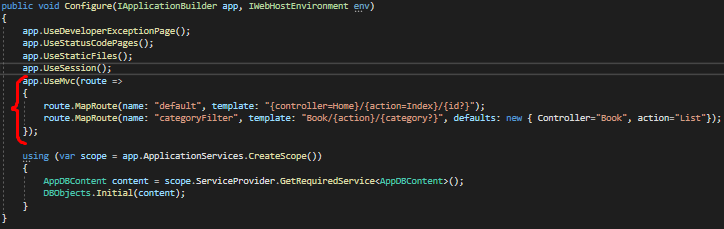 public void Configure(IApplicationBuilder app, IWebHostEnvironment env)
{
app.UseDeveloperExceptionPage();
app.UseStatusCodePages();
app.UseStaticFiles();
app.UseSession();
app.UseMvc(route =>
{
route.MapRoute(name: "default", template: "{controller=Home}/{action=Index}/{id?}");
route.MapRoute(name: "categoryFilter", template: "Book/{action}/{category?}", defaults: new { Controller="Book", action="List"});
});
using (var scope = app.ApplicationServices.CreateScope())
{
AppDBContent content = scope.ServiceProvider.GetRequiredService<AppDBContent>();
DBObjects.Initial(content);
}
}